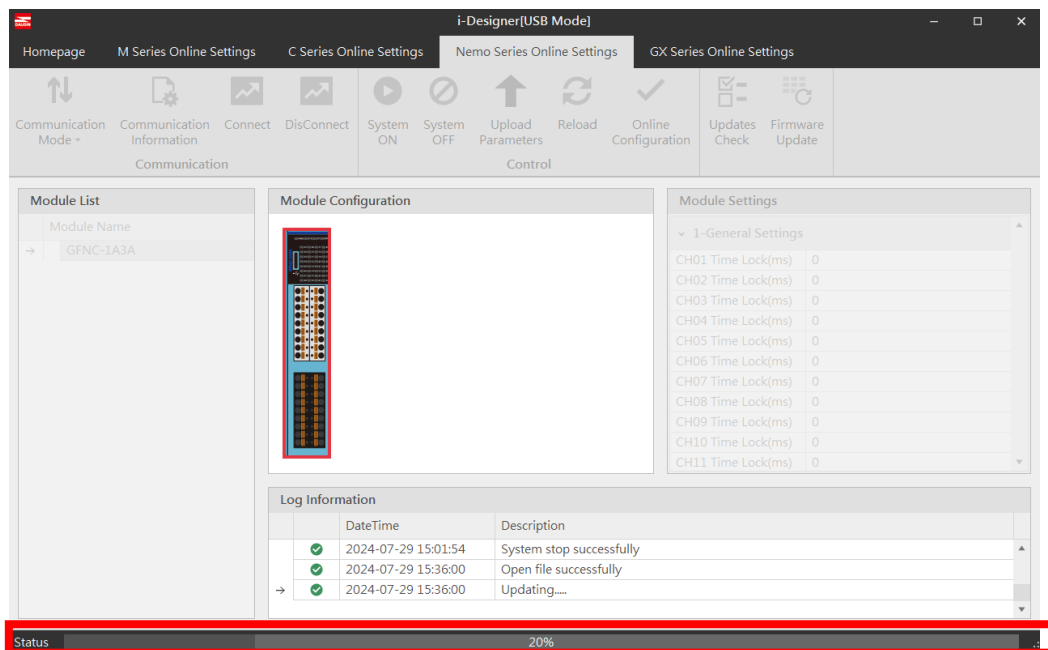 i-Designer[USB Mode]
Homepage M Series Online Settings C Series Online Settings Nemo Series Online Settings GX Series Online Settings
Communication Mode
Communication Information
Connect
DisConnect
System ON
System OFF
Upload Parameters
Reload
Online Configuration
Updates Check
Firmware Update
Communication
Control
Module List
Module Name
GFNC-1A3A
Module Configuration
Module Settings
1-General Settings
CH01 Time Lock(ms) 0
CH02 Time Lock(ms) 0
CH03 Time Lock(ms) 0
CH04 Time Lock(ms) 0
CH05 Time Lock(ms) 0
CH06 Time Lock(ms) 0
CH07 Time Lock(ms) 0
CH08 Time Lock(ms) 0
CH09 Time Lock(ms) 0
CH10 Time Lock(ms) 0
CH11 Time Lock(ms) 0
Log Information
DateTime Description
2024-07-29 15:01:54 System stop successfully
2024-07-29 15:36:00 Open file successfully
2024-07-29 15:36:00 Updating.....
Status 20%